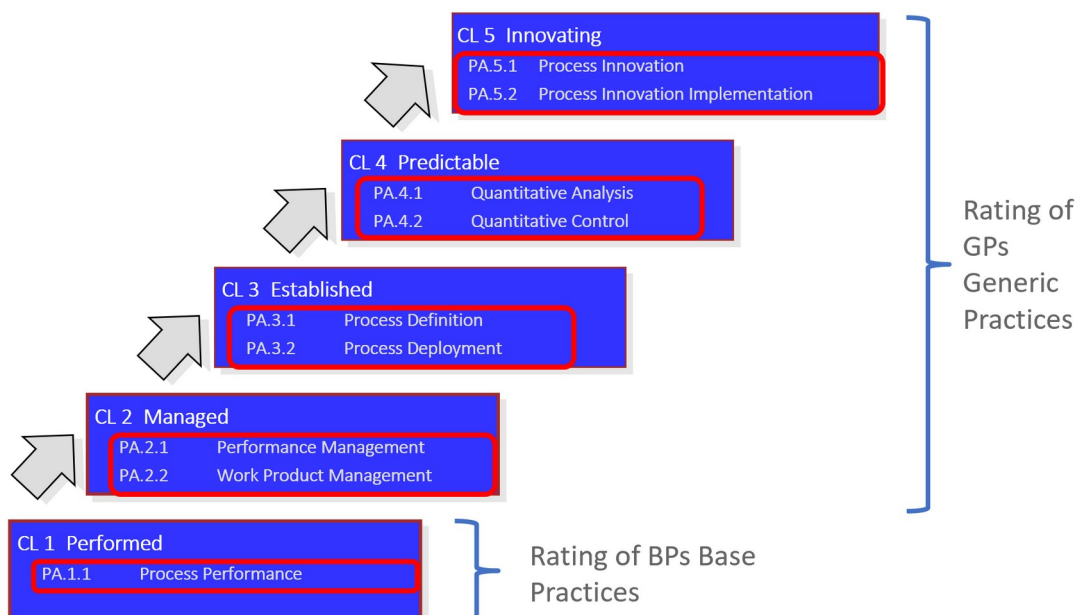 CL 5 Innovating
PA.5.1 Process Innovation
PA.5.2 Process Innovation Implementation
CL 4 Predictable
PA.4.1 Quantitative Analysis
PA.4.2 Quantitative Control
CL 3 Established
PA.3.1 Process Definition
PA.3.2 Process Deployment
CL 2 Managed
PA.2.1 Performance Management
PA.2.2 Work Product Management
CL 1 Performed
PA.1.1 Process Performance
Rating of
GPs
Generic
Practices
Rating of BPs Base
Practices